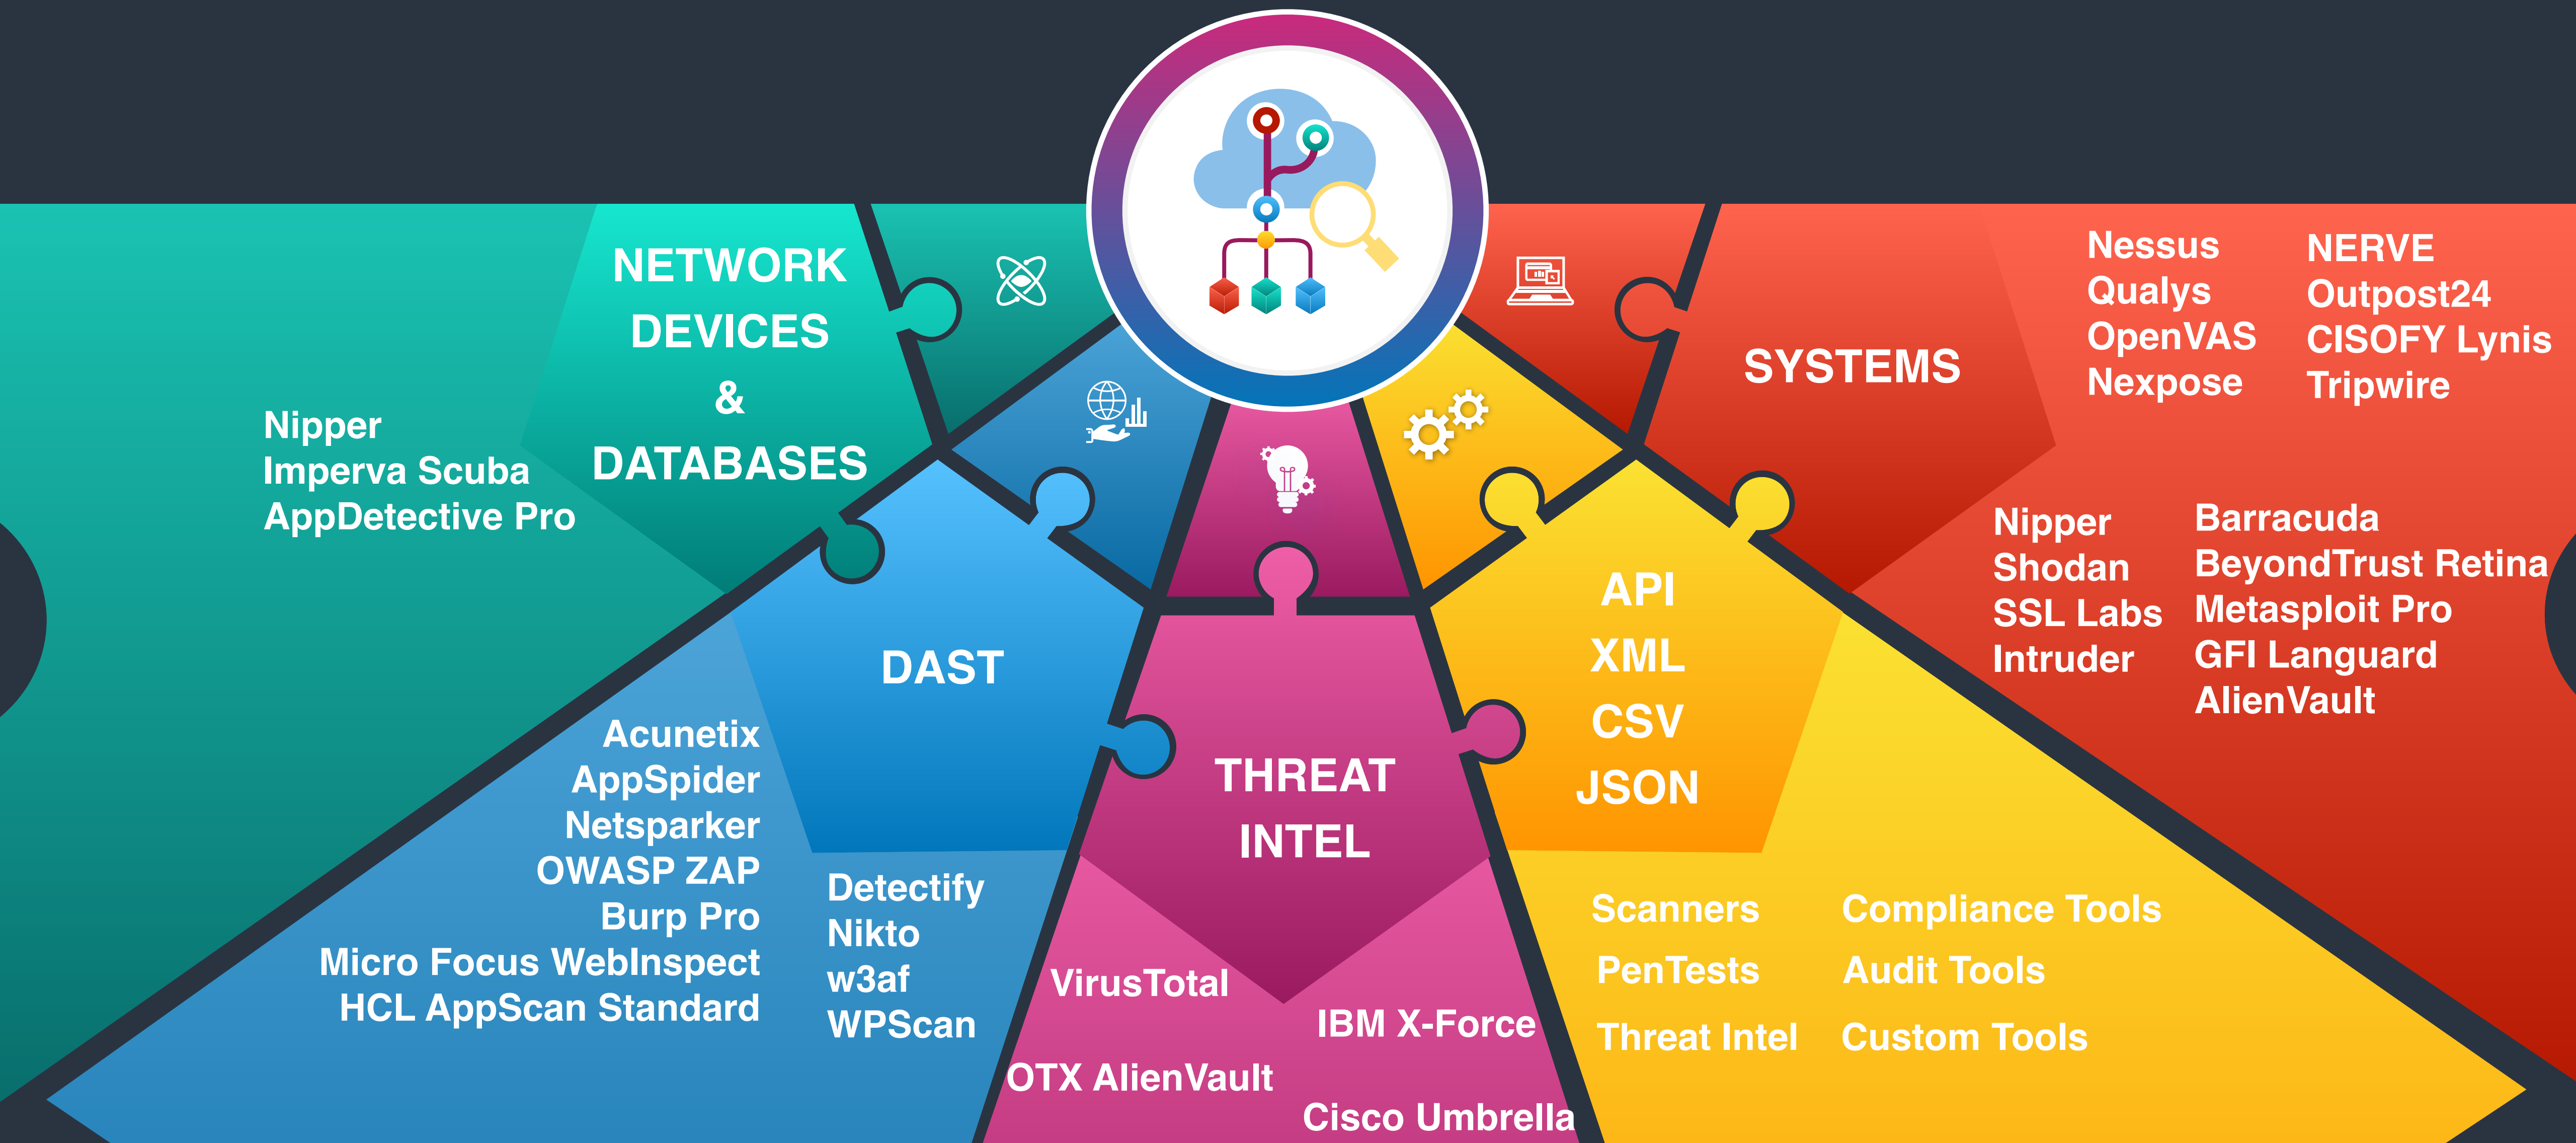 NETWORK
DEVICES
&
DATABASES
Nipper
Imperva Scuba
AppDetective Pro
DAST
Acunetix
AppSpider
Netsparker
OWASP ZAP
Burp Pro
Micro Focus WebInspect
HCL AppScan Standard
Detectify
Nikto
w3af
WPScan
THREAT
INTEL
VirusTotal
IBM X-Force
OTX AlienVault
Cisco Umbrella
API
XML
CSV
JSON
Scanners
PenTests
Threat Intel
Compliance Tools
Audit Tools
Custom Tools
SYSTEMS
Nessus
Qualys
OpenVAS
Nexpose
NERVE
Outpost24
CISOFY Lynis
Tripwire
Nipper
Shodan
SSL Labs
Intruder
Barracuda
BeyondTrust Retina
Metasploit Pro
GFI Languard
AlienVault